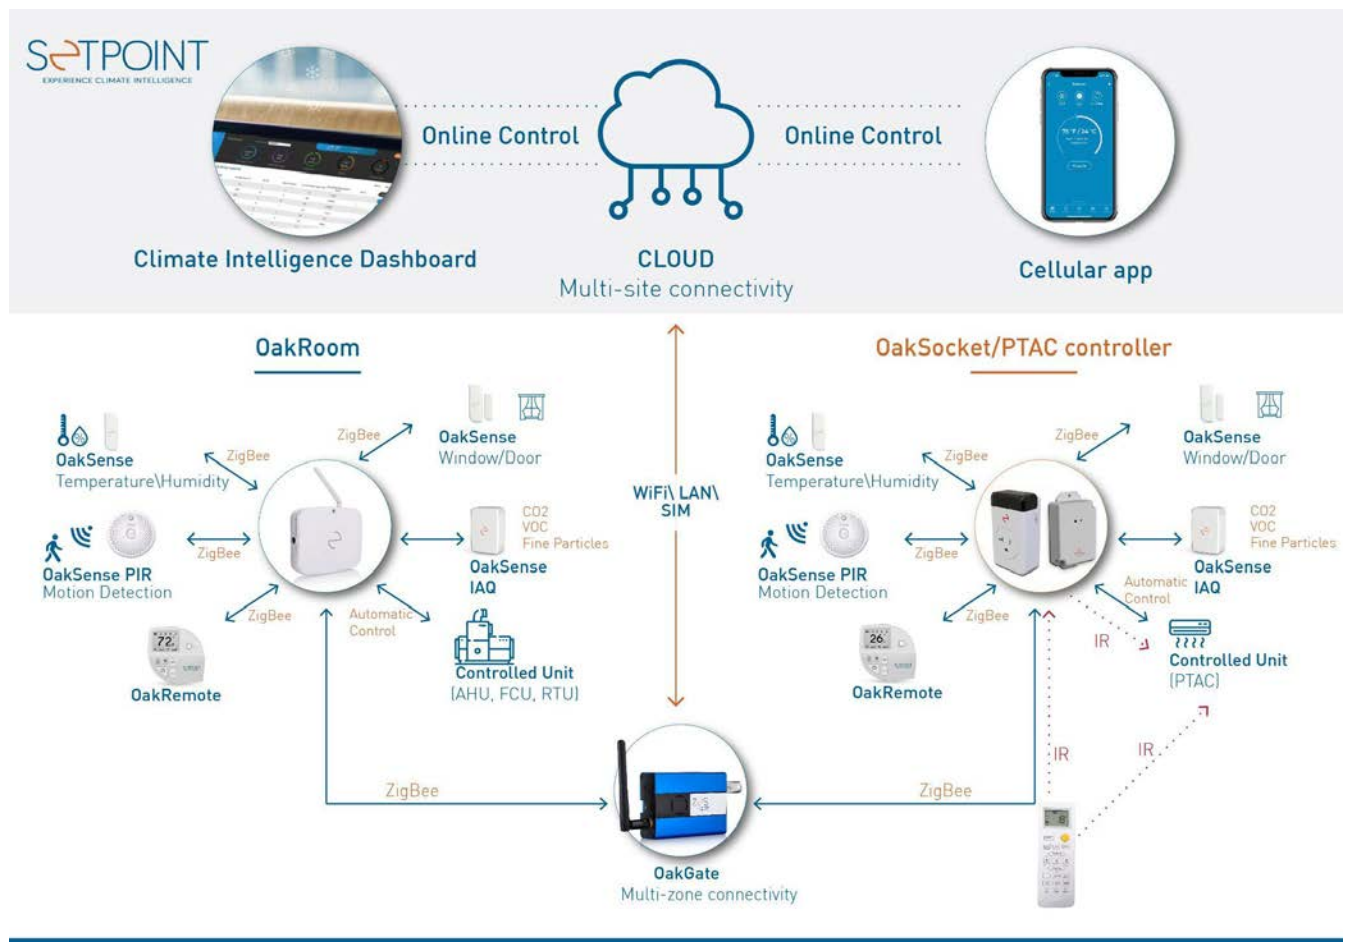 SETPOINT
EXPERIENCE CLIMATE INTELLIGENCE
Online Control
Online Control
Climate Intelligence Dashboard
CLOUD
Multi-site connectivity
Cellular app
OakRoom
OakSense
Temperature\Humidity
ZigBee
ZigBee
OakSense
Window/Door
OakSense PIR
Motion Detection
ZigBee
CO2
VOC
Fine Particles
OakSense
IAQ
72
OakRemote
ZigBee
Automatic
Control
Controlled Unit
(AHU, FCU, RTU)
WiFi\ LAN\
SIM
OakSocket/PTAC controller
OakSense
Temperature\Humidity
ZigBee
ZigBee
OakSense
Window/Door
OakSense PIR
Motion Detection
ZigBee
CO2
VOC
Fine Particles
OakSense
IAQ
26
OakRemote
ZigBee
Automatic
Control
IR
Controlled Unit
(PTAC)
IR
IR
ZigBee
ZigBee
OakGate
Multi-zone connectivity